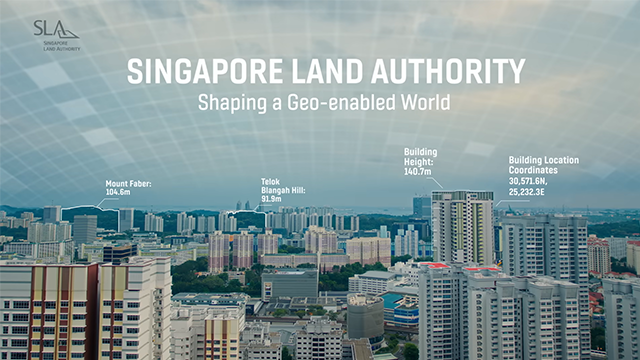 SLA
SINGAPORE
LAND AUTHORITY
SINGAPORE LAND AUTHORITY
Shaping a Geo-enabled World
Mount Faber:
104.6m
Telok
Blangah Hill:
91.9m
Building
Height:
140.7m
Building Location
Coordinates
30,571.6N,
25,232.3E